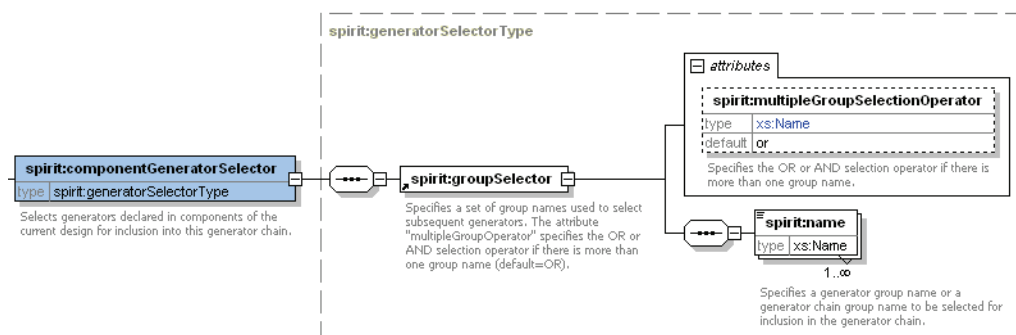 spirit:generatorSelectorType
attributes
spirit:multipleGroupSelectionOperator
type xs:Name
default or
Specifies the OR or AND selection operator if there is
more than one group name.
spirit:componentGeneratorSelector
type spirit:generatorSelectorType
Selects generators declared in components of the
current design for inclusion into this generator chain.
spirit:groupSelector
Specifies a set of group names used to select
subsequent generators. The attribute
"multipleGroupOperator" specifies the OR or
AND selection operator if there is more than
one group name (default=OR).
spirit:name
type xs:Name
1..∞
Specifies a generator group name or a
generator chain group name to be selected for
inclusion in the generator chain.